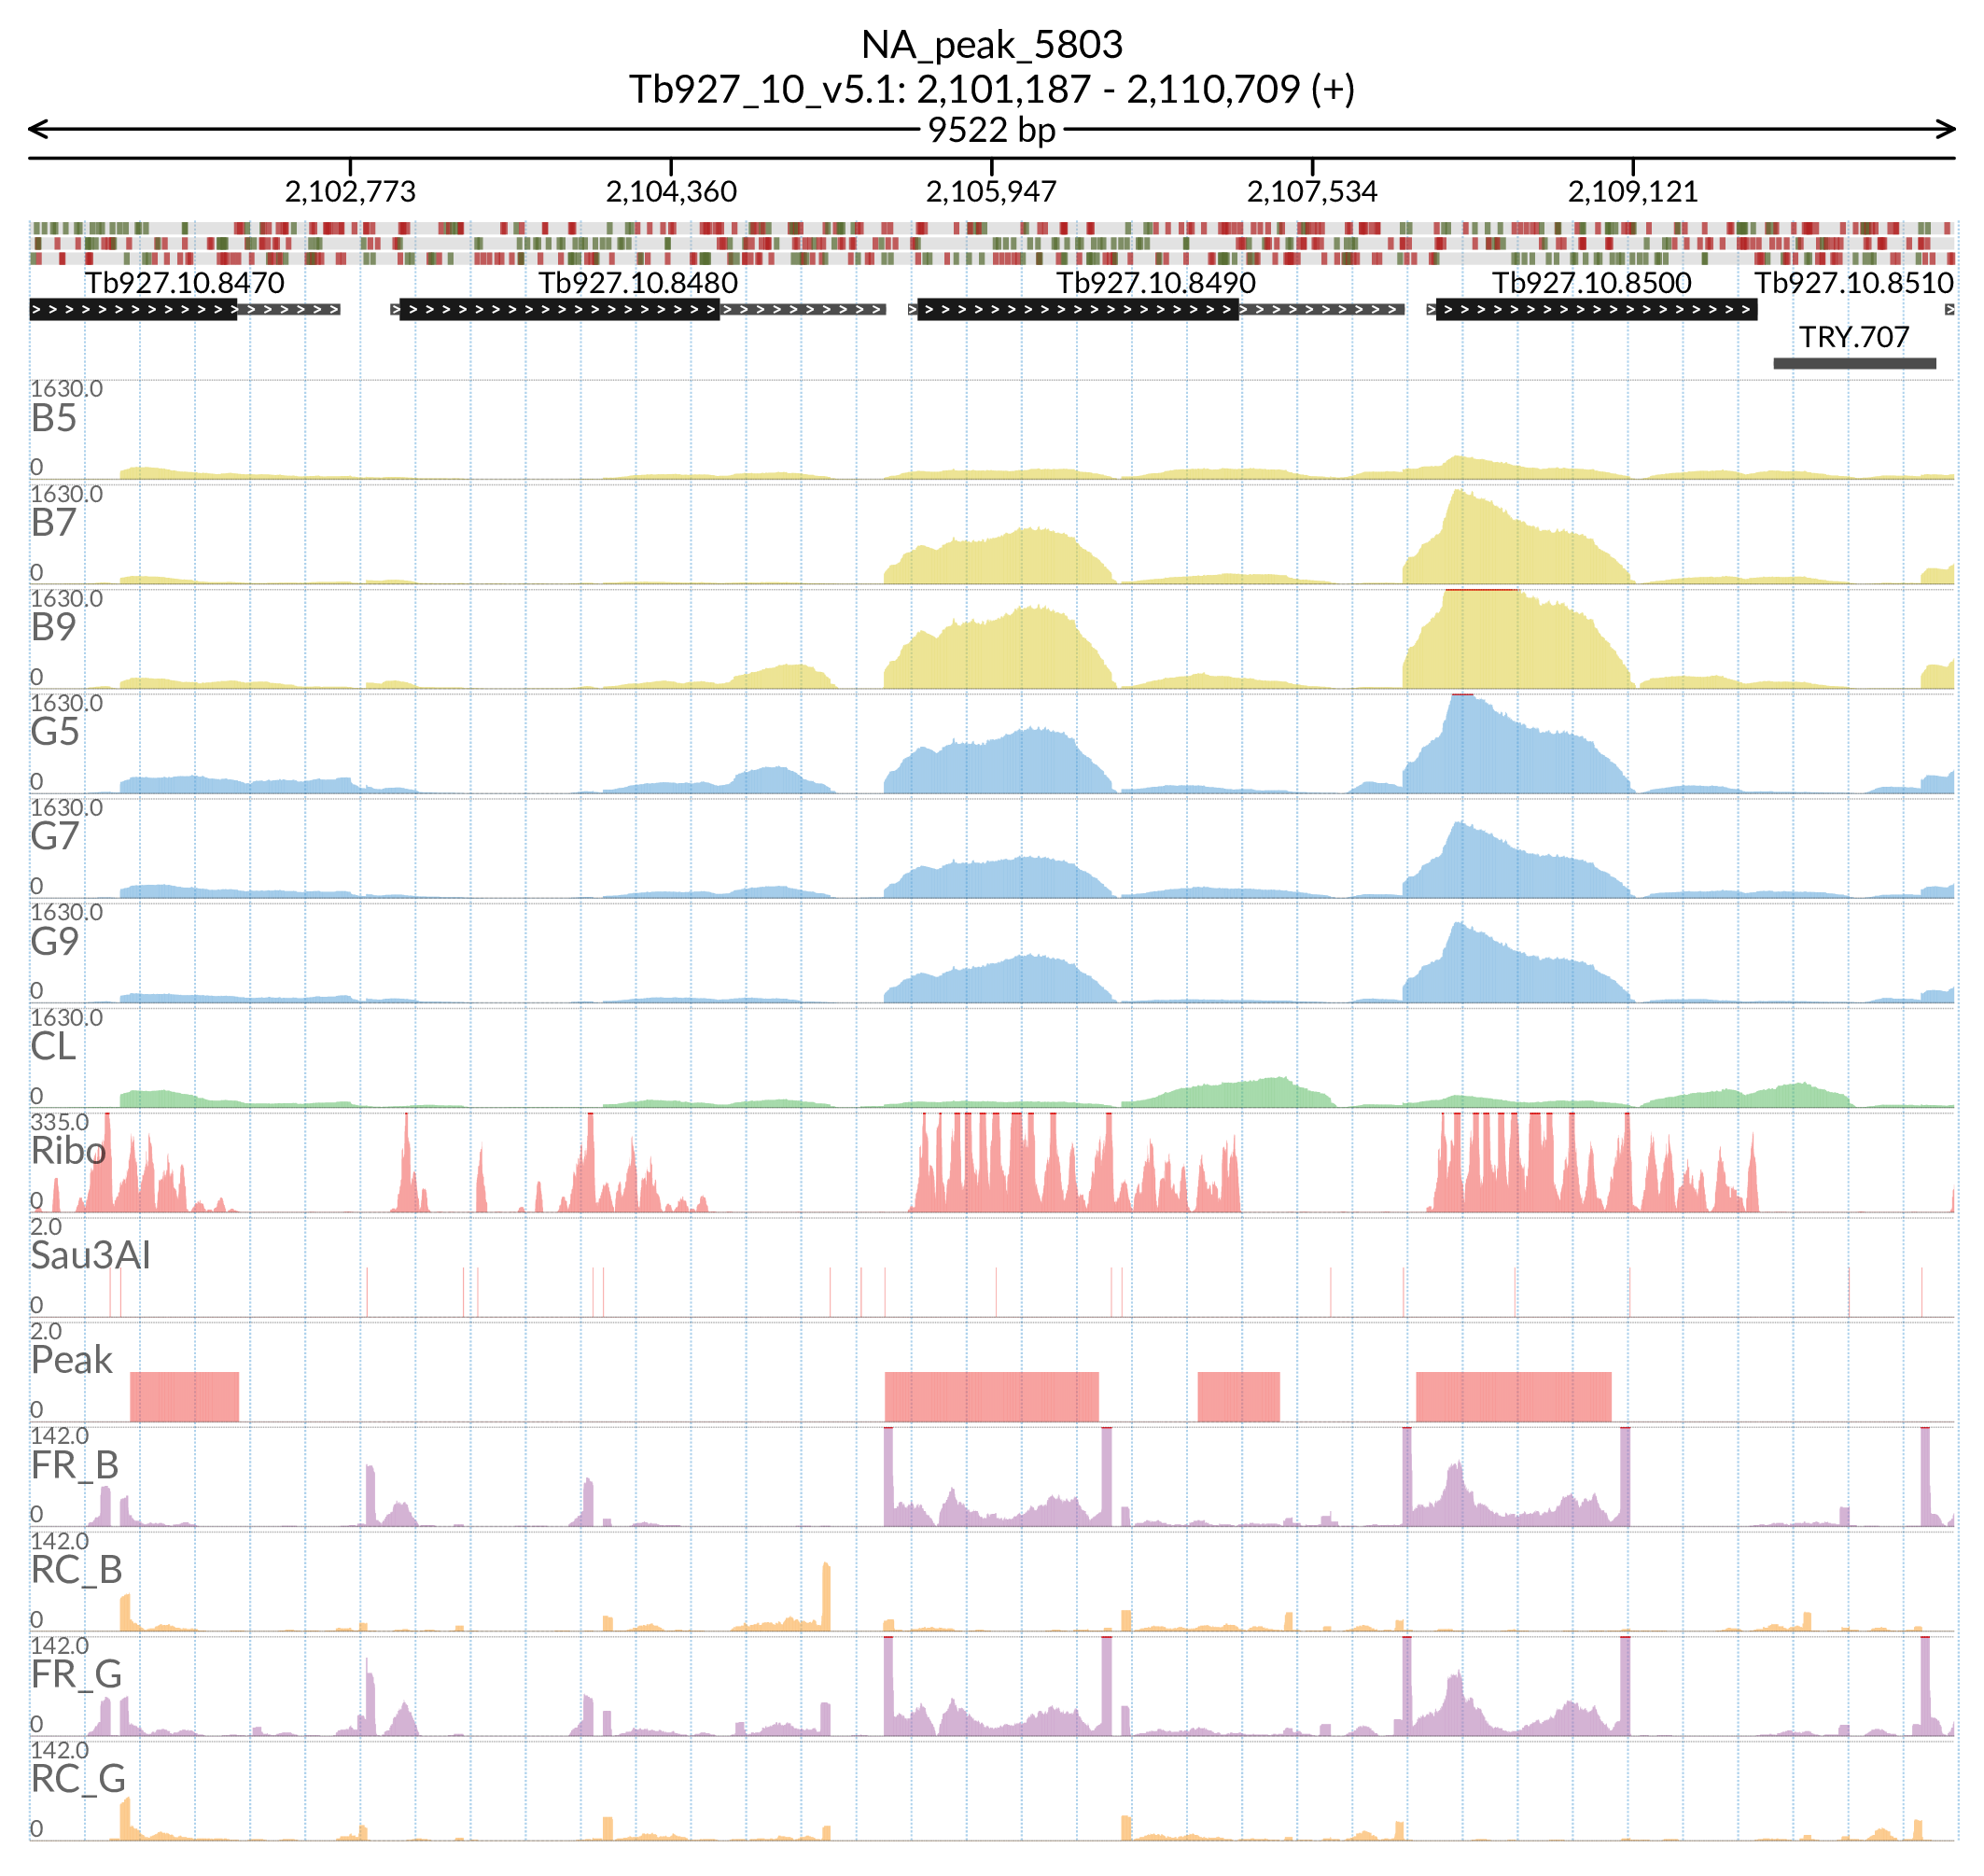 NA_peak_5803
Tb927_10_v5.1: 2,101,187 - 2,110,709 (+)
9522 bp
2,102,773 2,104,360 2,105,947 2,107,534 2,109,121
Tb927.10.8470 Tb927.10.8480 Tb927.10.8490 Tb927.10.8500 Tb927.10.8510
TRY.707
1630.0
B5
0
1630.0
B7
0
1630.0
B9
0
1630.0
G5
0
1630.0
G7
0
1630.0
G9
0
1630.0
CL
0
335.0
Ribo
0
2.0
Sau3AI
0
2.0
Peak
0
142.0
FR_B
0
142.0
RC_B
0
142.0
FR_G
0
142.0
RC_G
0